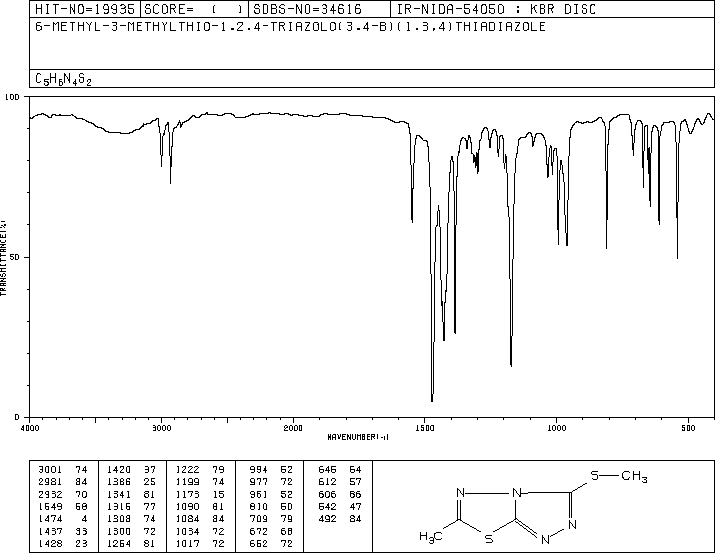 HIT-NO=19935 SCORE= ( ) SDBS-NO=34616 IR-NIDA-54050 : KBR DISC
6-METHYL-3-METHYLTHIO-1.2.4-TRIAZOLO(3.4-B)(1.3.4)THIADIAZOLE
C5H6N4S2
100
50
0
TRANSMITTANCE(%)
4000 3000 2000 1500 1000 500
WAVENUMBER(-1)
3001 74 1420 37 1222 79 994 52 646 64
2981 84 1386 25 1199 74 977 72 612 57
2932 70 1341 81 1173 15 961 52 606 66
1549 60 1316 77 1090 81 810 50 542 47
1474 4 1308 74 1084 84 709 79 492 84
1437 33 1300 72 1034 72 672 68
1428 23 1254 81 1017 72 652 72
S CH3
N N
N
N
S
H3C